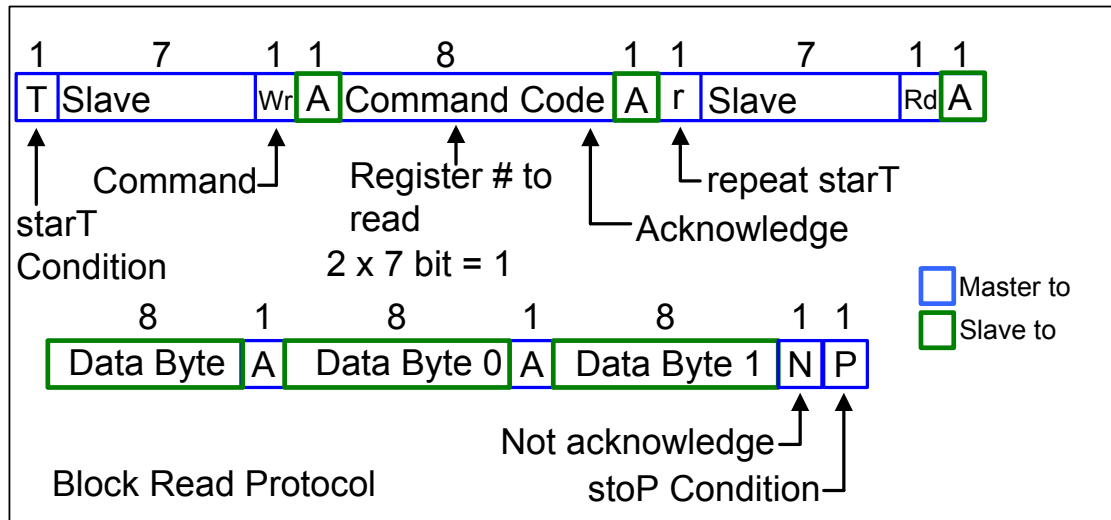 1 7 1 1 8 1 1 7 1 1
T Slave Wr A Command Code A r Slave Rd A
Command
Register # to
read
2 x 7 bit = 1
repeat starT
Acknowledge
starT
Condition
Master to
Slave to
8 1 8 1 8 1 1
Data Byte A Data Byte 0 A Data Byte 1 N P
Not acknowledge
stoP Condition
Block Read Protocol